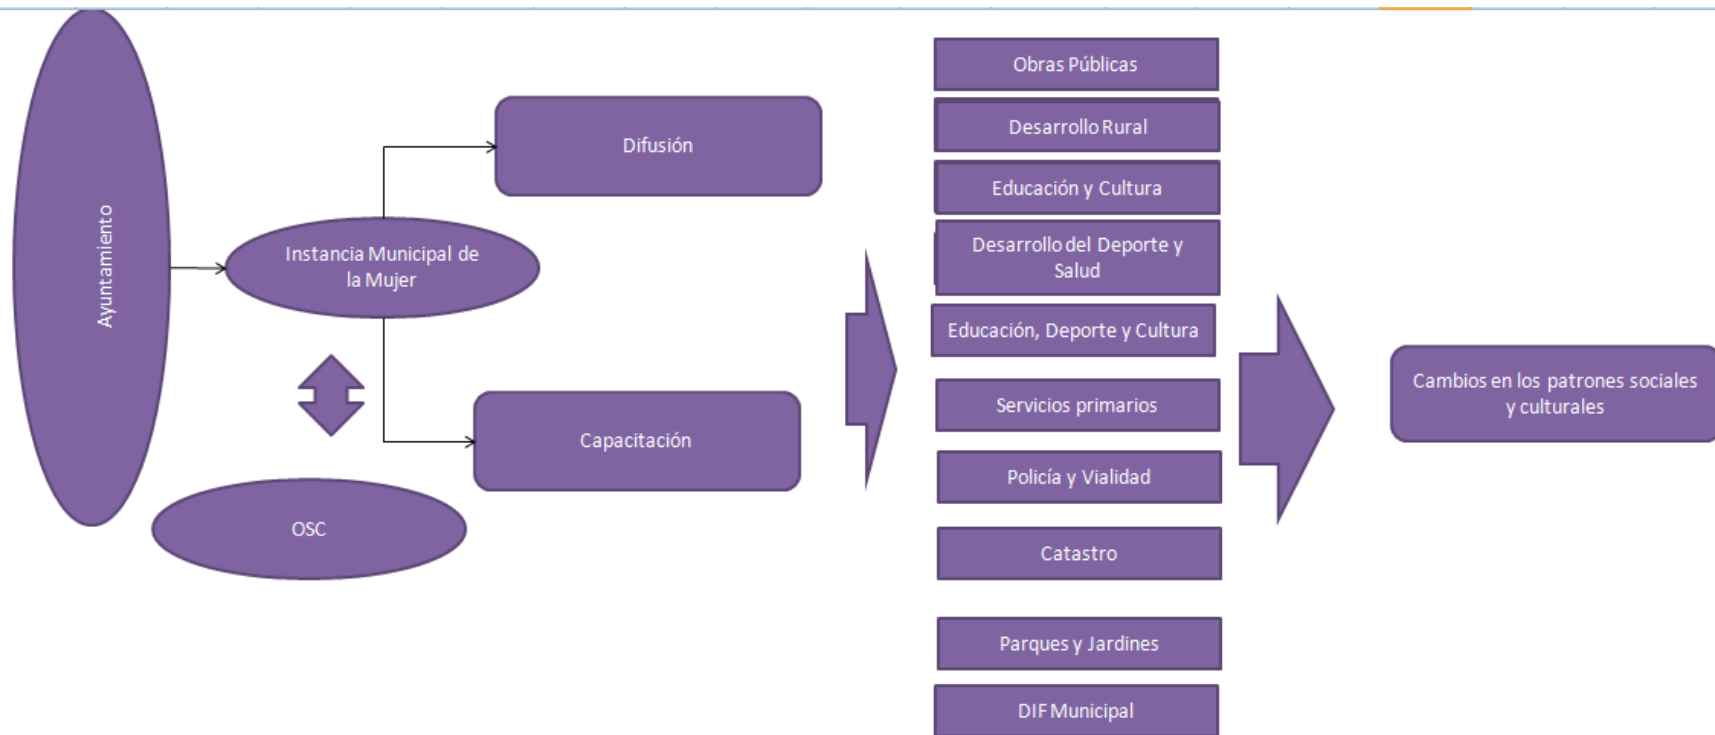 Ayuntamiento
Instancia Municipal de
la Mujer
OSC
Difusión
Capacitación
Obras Públicas
Desarrollo Rural
Educación y Cultura
Desarrollo del Deporte y
Salud
Educación, Deporte y Cultura
Servicios primarios
Policía y Vialidad
Catastro
Parques y Jardines
DIF Municipal
Cambios en los patrones sociales
y culturales